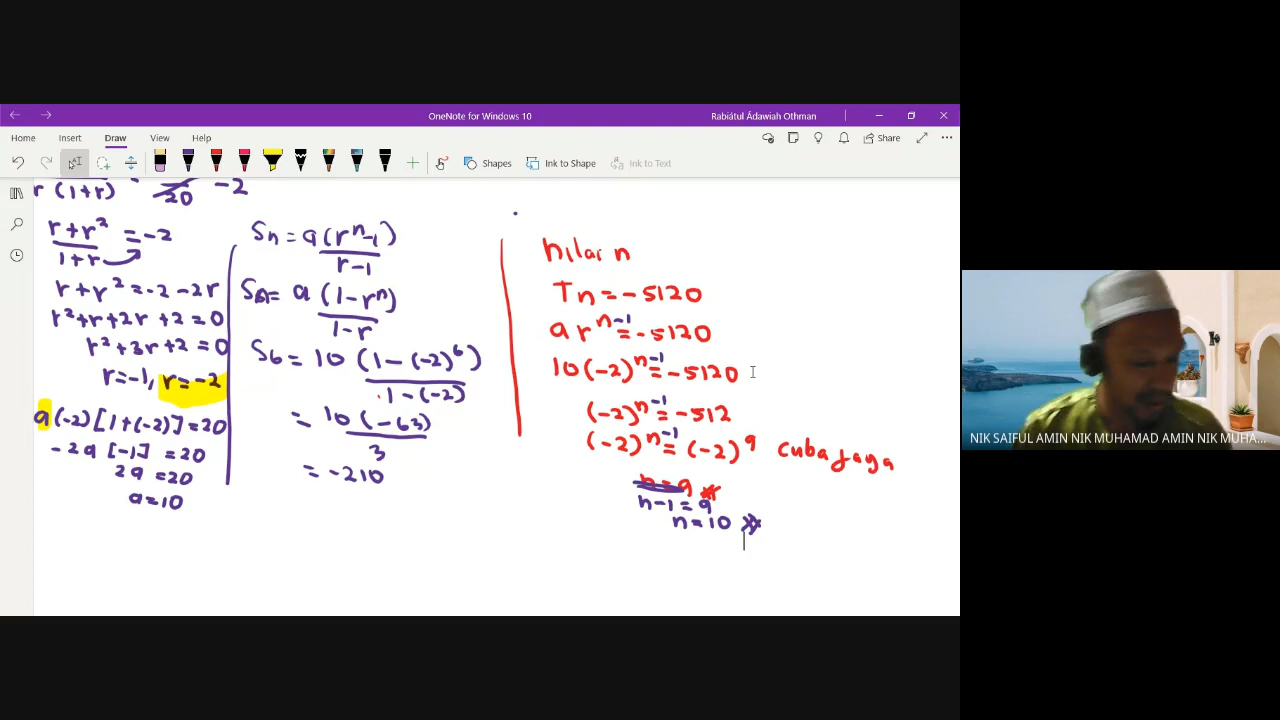 OneNote for Windows 10
Rabiátul Ádawiah Othman
Home Insert Draw View Help
Share
Shapes Ink to Shape Ink to Text
r (1+r)
20
-2
r+r² = -2
1+r
r+r² = -2-2r
r²+r+2r+2=0
r²+3r+2=0
r=-1, r=-2
a(-2)[1+(-2)]=20
-2a[-1]=20
2a=20
a=10
Sn = a(rⁿ-1)
r-1
Sn = a(1-rⁿ)
1-r
S6 = 10(1-(-2)⁶)
1-(-2)
= 10(-63)
3
= -210
nilai n
Tn = -5120
arⁿ⁻¹ = -5120
10(-2)ⁿ⁻¹ = -5120
(-2)ⁿ⁻¹ = -512
(-2)ⁿ⁻¹ = (-2)⁹ cuba jaya
n=9
n-1=9
n=10
NIK SAIFUL AMIN NIK MUHAMAD AMIN NIK MUHA...